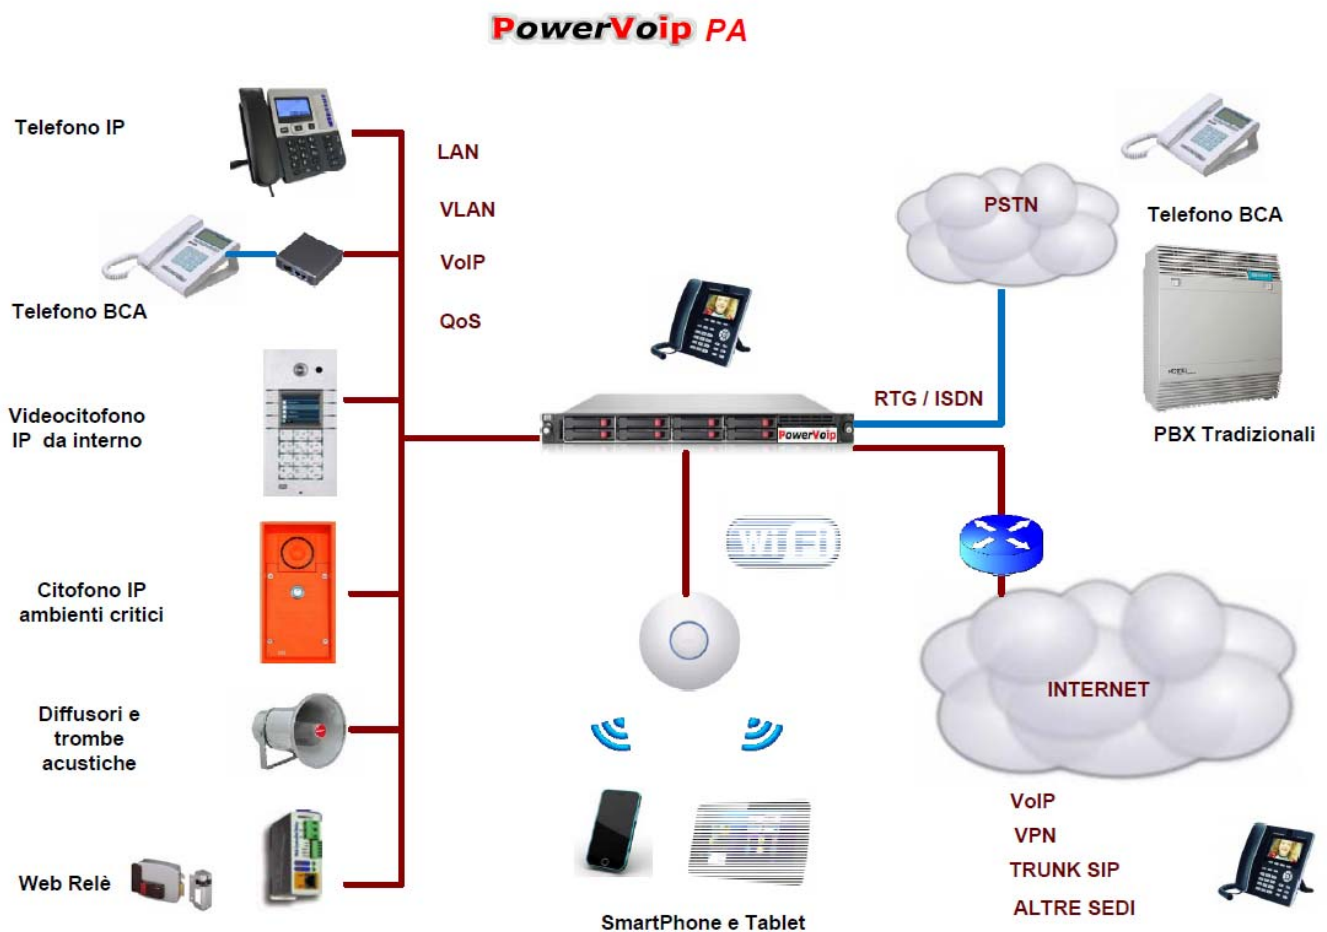 PowerVoip PA
Telefono IP
LAN
VLAN
VoIP
QoS
Telefono BCA
Videocitofono
IP da interno
Citofono IP
ambienti critici
Diffusori e
trombe
acustiche
Web Relè
PowerVoip
WiFi
SmartPhone e Tablet
PSTN
RTG / ISDN
Telefono BCA
PBX Tradizionali
INTERNET
VoIP
VPN
TRUNK SIP
ALTRE SEDI